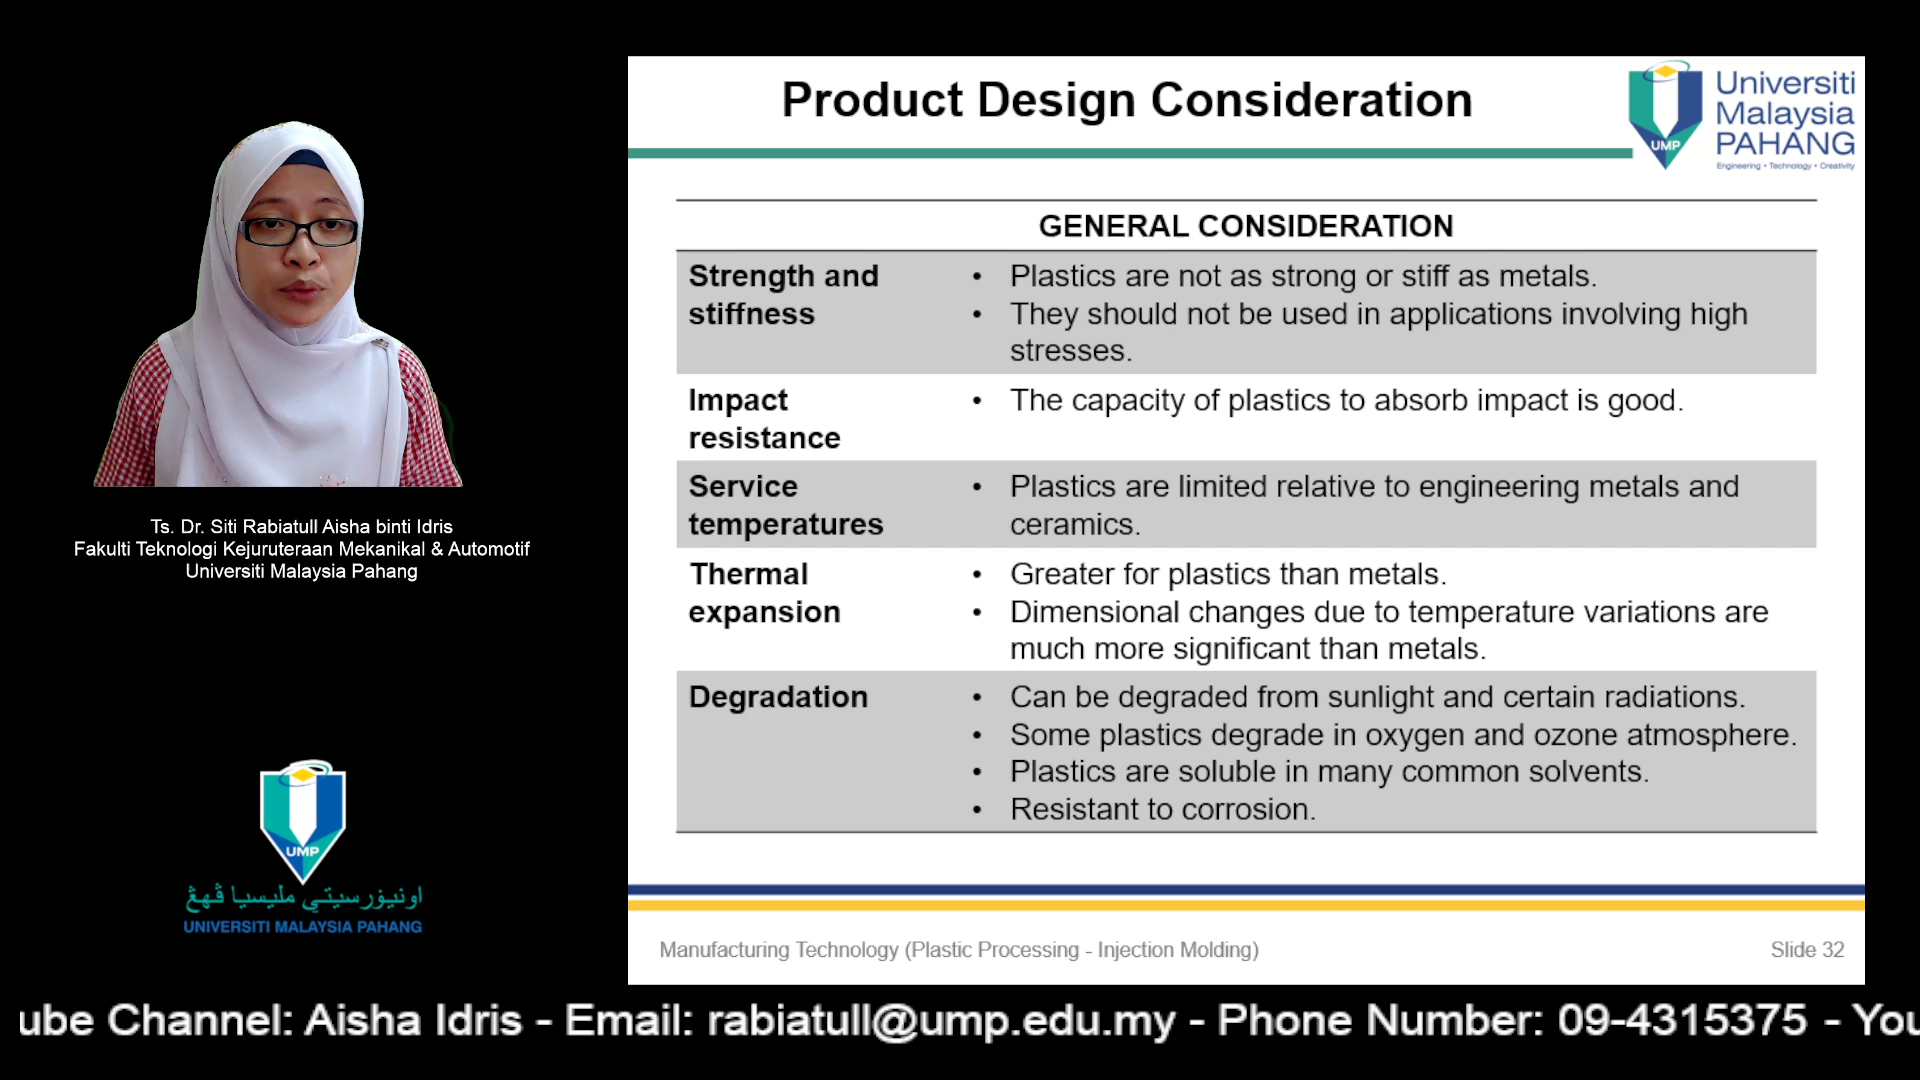 Product Design Consideration
Universiti
Malaysia
PAHANG
Engineering • Technology • Creativity
UMP
GENERAL CONSIDERATION
Strength and
stiffness
• Plastics are not as strong or stiff as metals.
• They should not be used in applications involving high
stresses.
Impact
resistance
• The capacity of plastics to absorb impact is good.
Service
temperatures
• Plastics are limited relative to engineering metals and
ceramics.
Thermal
expansion
• Greater for plastics than metals.
• Dimensional changes due to temperature variations are
much more significant than metals.
Degradation
• Can be degraded from sunlight and certain radiations.
• Some plastics degrade in oxygen and ozone atmosphere.
• Plastics are soluble in many common solvents.
• Resistant to corrosion.
Manufacturing Technology (Plastic Processing - Injection Molding)
Slide 32
Ts. Dr. Siti Rabiatull Aisha binti Idris
Fakulti Teknologi Kejuruteraan Mekanikal & Automotif
Universiti Malaysia Pahang
UMP
اونيۏرسيتي مليسيا ڤهڠ
UNIVERSITI MALAYSIA PAHANG
ube Channel: Aisha Idris - Email: rabiatull@ump.edu.my - Phone Number: 09-4315375 - You